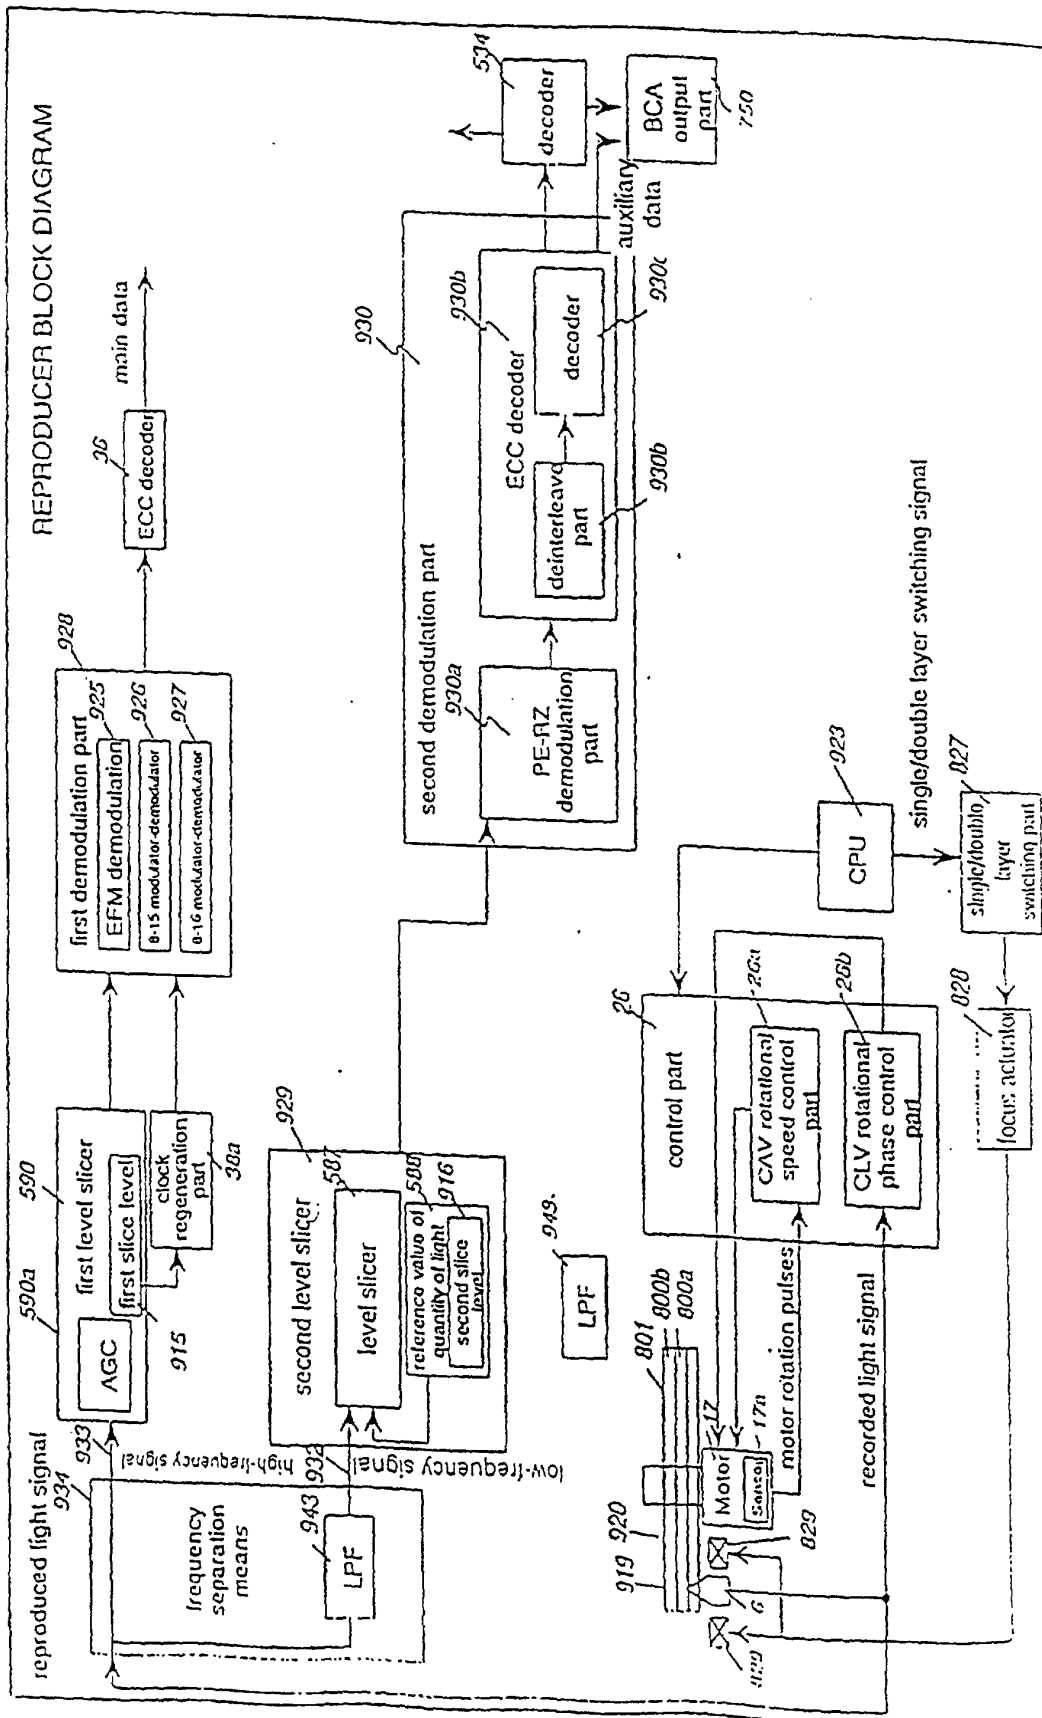 REPRODUCER BLOCK DIAGRAM
reproduced light signal
934
933
high-frequency signal
frequency
separation
means
943
LPF
932
low-frequency signal
590a
590
first level slicer
AGC
first slice level
915
clock
regeneration
part
38a
928
first demodulation part
925
EFM demodulation
926
8-15 modulator-demodulator
927
8-16 modulator-demodulator
36
ECC decoder
main data
929
second level slicer
587
level slicer
588
reference value of
quantity of light
916
second slice
level
930
second demodulation part
930a
PE-RZ
demodulation
part
930b
ECC decoder
deinterleave
part
930b
decoder
534
decoder
auxiliary
data
BCA
output
part
750
949.
LPF
919
920
801
800b
800a
17
Motor
829
829
6
motor rotation pulses
recorded light signal
26
control part
26a
CAV rotational
speed control
part
26b
CLV rotational
phase control
part
923
CPU
single/double layer switching signal
827
single/double
layer
switching part
828
focus actuator